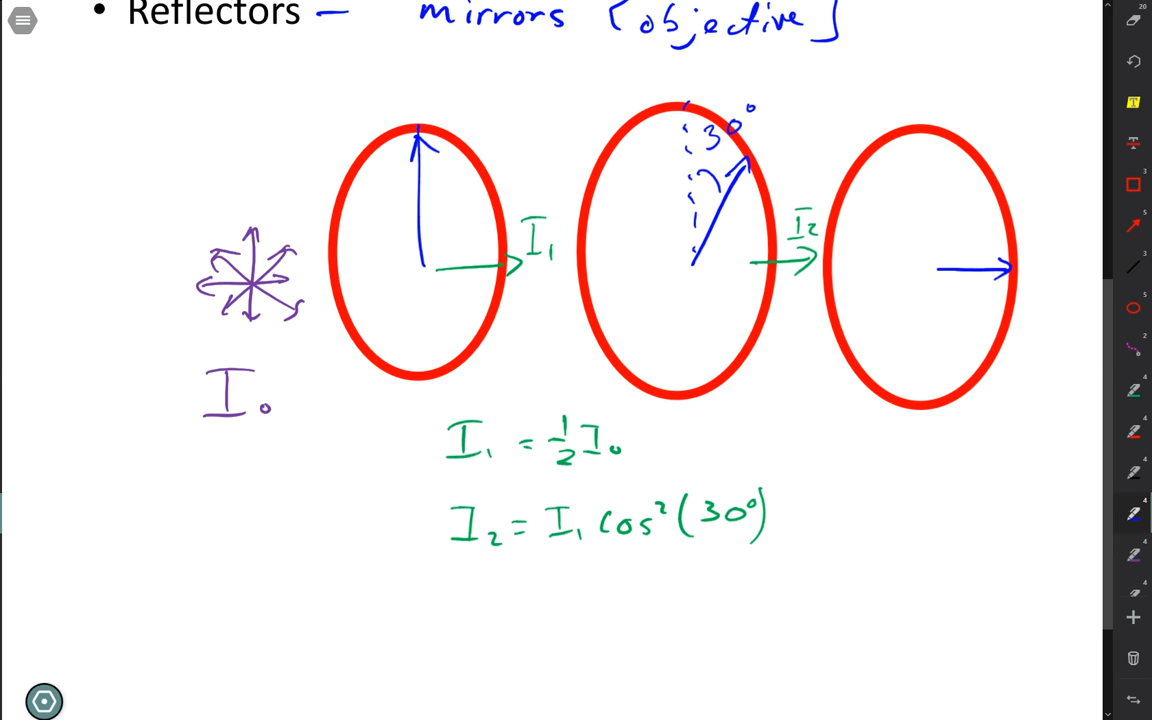 • Reflectors – mirrors [objective]
30°
I₁
I₂
I₀
I₁ = ½ I₀
I₂ = I₁ cos² (30°)